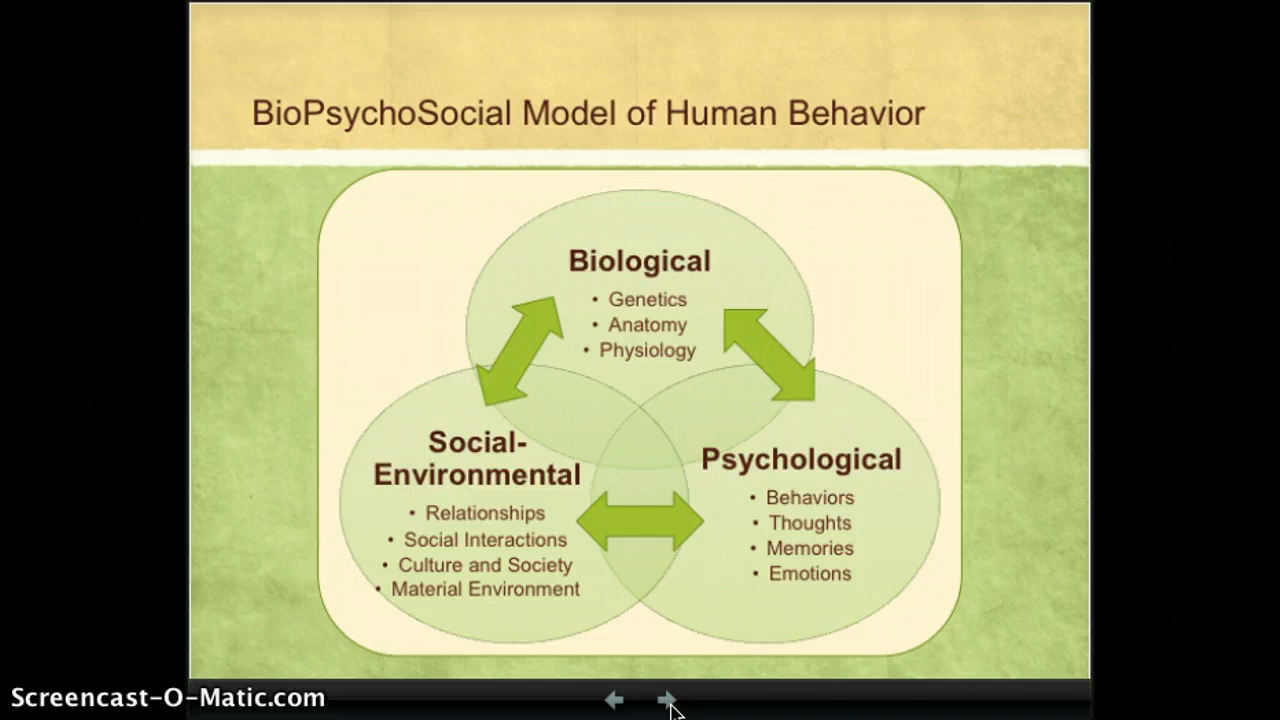 BioPsychoSocial Model of Human Behavior
Biological
• Genetics
• Anatomy
• Physiology
Social-
Environmental
• Relationships
• Social Interactions
• Culture and Society
• Material Environment
Psychological
• Behaviors
• Thoughts
• Memories
• Emotions
Screencast-O-Matic.com